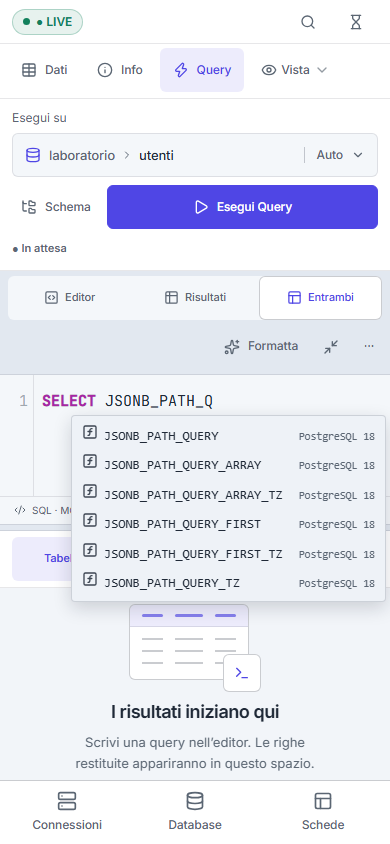 ● LIVE
Dati
Info
Query
Vista
Esegui su
laboratorio
utenti
Auto
Schema
Esegui Query
● In attesa
Editor
Risultati
Entrambi
Formatta
...
1
SELECT JSONB_PATH_Q
JSONB_PATH_QUERY PostgreSQL 18
JSONB_PATH_QUERY_ARRAY PostgreSQL 18
JSONB_PATH_QUERY_ARRAY_TZ PostgreSQL 18
JSONB_PATH_QUERY_FIRST PostgreSQL 18
JSONB_PATH_QUERY_FIRST_TZ PostgreSQL 18
JSONB_PATH_QUERY_TZ PostgreSQL 18
SQL
I risultati iniziano qui
Scrivi una query nell’editor. Le righe
restituite appariranno in questo spazio.
Connessioni
Database
Schede